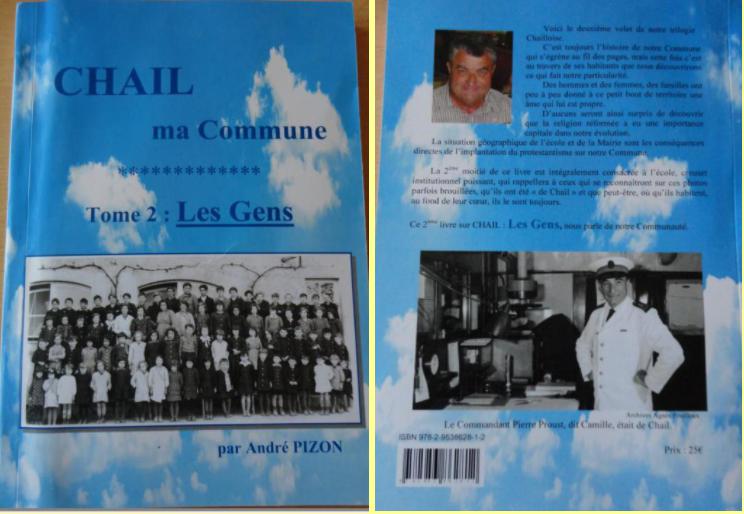 CHAIL
ma Commune
*************
Tome 2 : Les Gens
par André PIZON
Voici le deuxième volet de notre trilogie
Chailloise.
C'est toujours l'histoire de notre Commune
qui s'égrène au fil des pages, mais cette fois c'est
au travers de ses habitants que nous découvrirons
ce qui fait notre particularité.
Des hommes et des femmes, des familles ont
peu à peu donné à ce petit bout de territoire une
âme qui lui est propre.
D'aucuns seront ainsi surpris de découvrir
que la religion réformée a eu une importance
capitale dans notre évolution.
La situation géographique de l'école et de la Mairie sont les conséquences
directes de l'implantation du protestantisme sur notre Commune.
La 2ème moitié de ce livre est intégralement consacrée à l'école, creuset
institutionnel puissant, qui rappellera à ceux qui se reconnaîtront sur ces photos
parfois brouillées, qu'ils ont été « de Chail » et que peut-être, où qu'ils habitent,
au fond de leur cœur, ils le sont toujours.
Ce 2ème livre sur CHAIL : Les Gens, nous parle de notre Communauté.
Archives Agnès
Le Commandant Pierre Proust, dit Camille, était de Chail.
ISBN 978-2-9538628-1-2
Prix : 25€